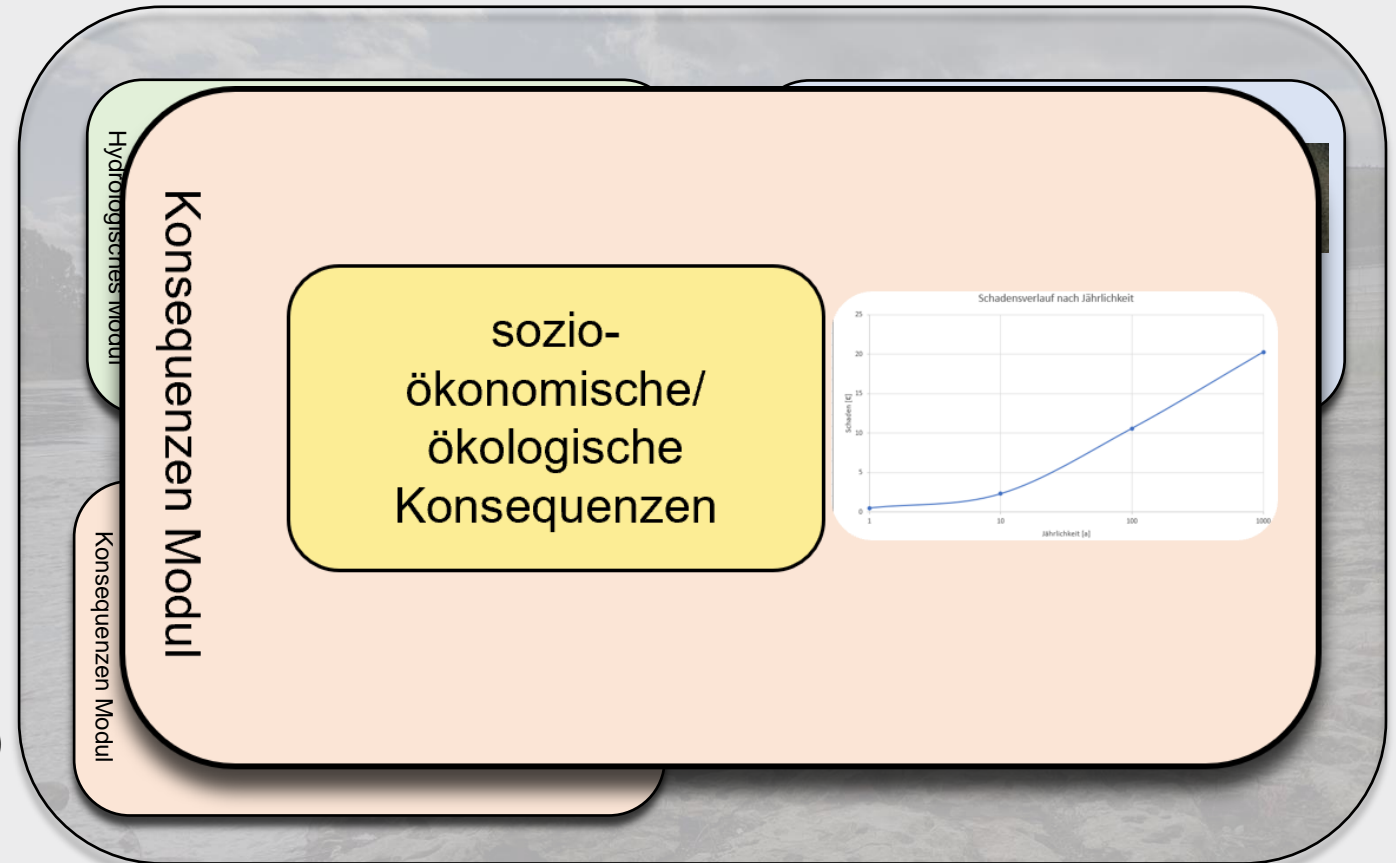 Hydrologisches Modul
Konsequenzen Modul
sozio-
ökonomische/
ökologische
Konsequenzen
Schadensverlauf nach Jährlichkeit
25
20
15
10
5
0
Schaden [€]
1 10 100 1000
Jährlichkeit [a]
Konsequenzen Modul